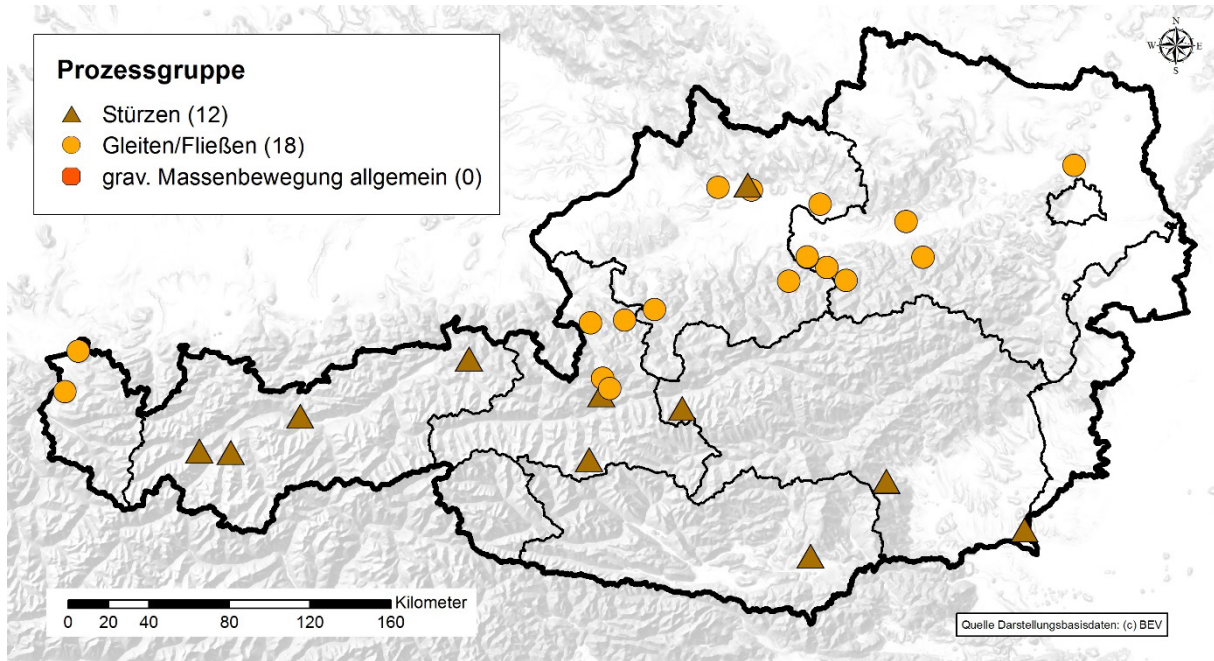 Prozessgruppe
Stürzen (12)
Gleiten/Fließen (18)
grav. Massenbewegung allgemein (0)
N
W E
S
Kilometer
0 20 40 80 120 160
Quelle Darstellungsbasisdaten: (c) BEV